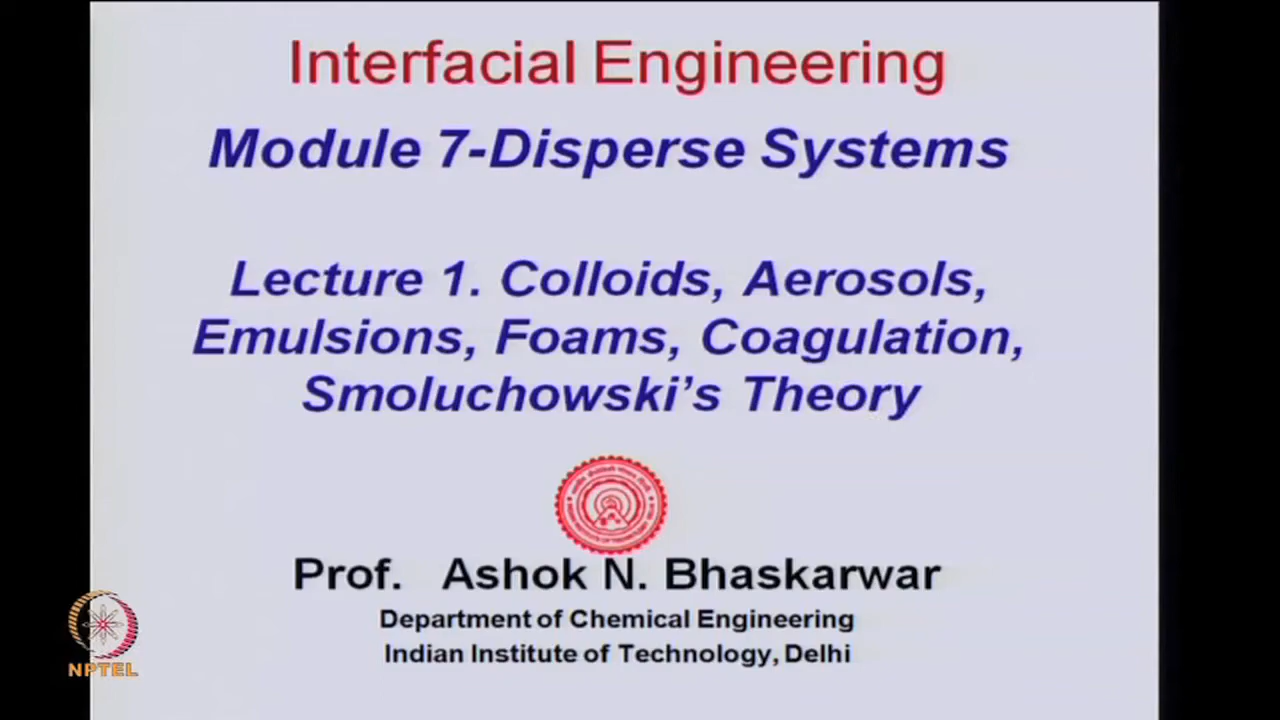 Interfacial Engineering
Module 7-Disperse Systems
Lecture 1. Colloids, Aerosols,
Emulsions, Foams, Coagulation,
Smoluchowski's Theory
Prof. Ashok N. Bhaskarwar
Department of Chemical Engineering
Indian Institute of Technology, Delhi
NPTEL